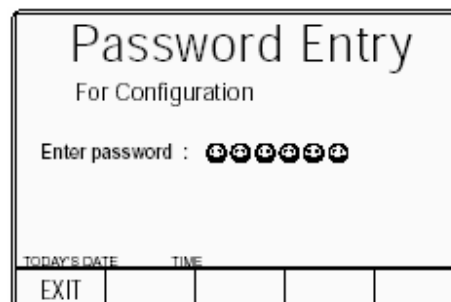 Password Entry
For Configuration
Enter password : ☻☻☻☻☻☻
TODAY'S DATE TIME
EXIT